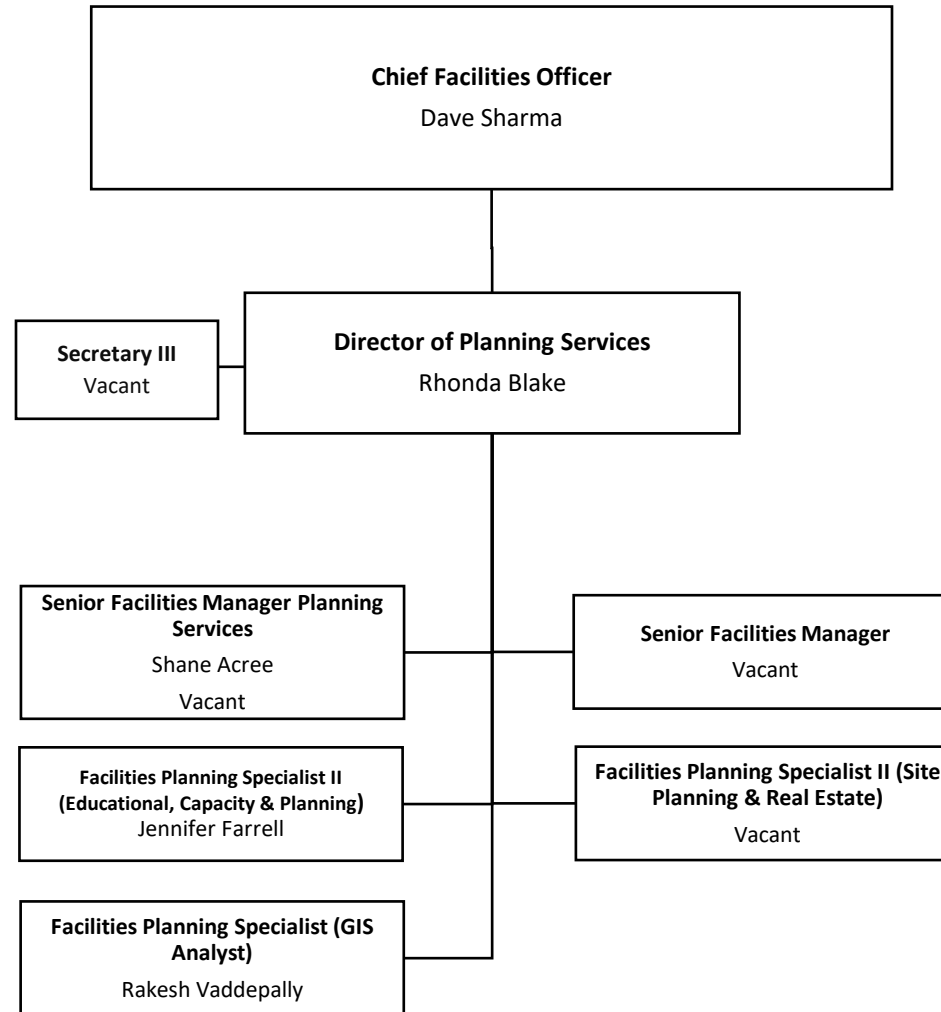 Chief Facilities Officer
Dave Sharma
Secretary III
Vacant
Director of Planning Services
Rhonda Blake
Senior Facilities Manager Planning
Services
Shane Acree
Vacant
Senior Facilities Manager
Vacant
Facilities Planning Specialist II
(Educational, Capacity & Planning)
Jennifer Farrell
Facilities Planning Specialist II (Site
Planning & Real Estate)
Vacant
Facilities Planning Specialist (GIS
Analyst)
Rakesh Vaddepally